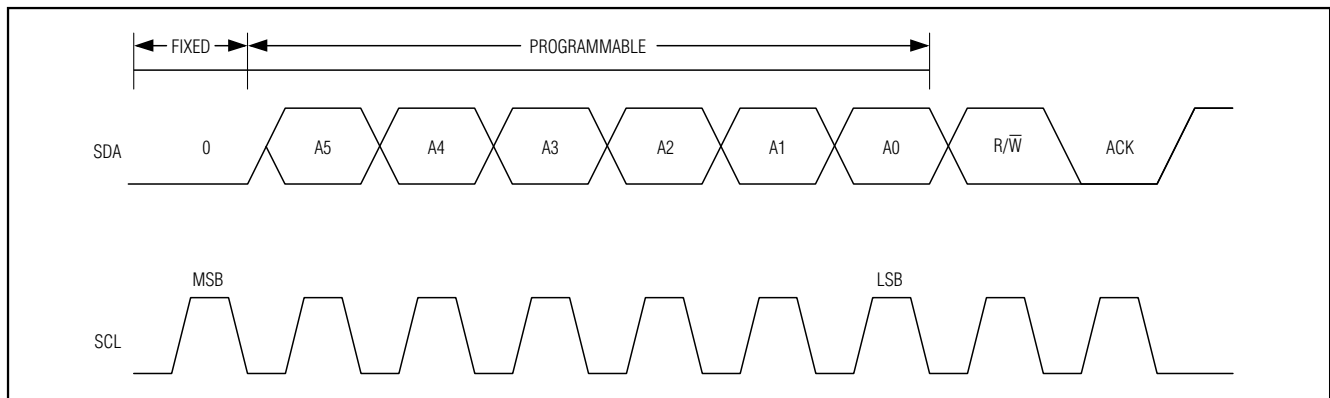 FIXED PROGRAMMABLE
SDA 0 A5 A4 A3 A2 A1 A0 R/W̅ ACK
MSB LSB
SCL